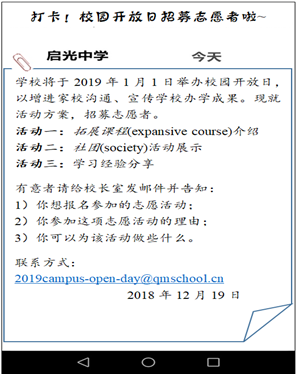 打卡！校园开放日招募志愿者啦~
启光中学 今天
学校将于 2019 年 1 月 1 日举办校园开放日，
以增进家校沟通、宣传学校办学成果。现就
活动方案，招募志愿者。
活动一：拓展课程(expansive course)介绍
活动二：社团(society)活动展示
活动三：学习经验分享
有意者请给校长室发邮件并告知：
1）你想报名参加的志愿活动；
2）你参加这项志愿活动的理由；
3）你可以为该活动做些什么。
联系方式：
2019campus-open-day@qmschool.cn
2018 年 12 月 19 日